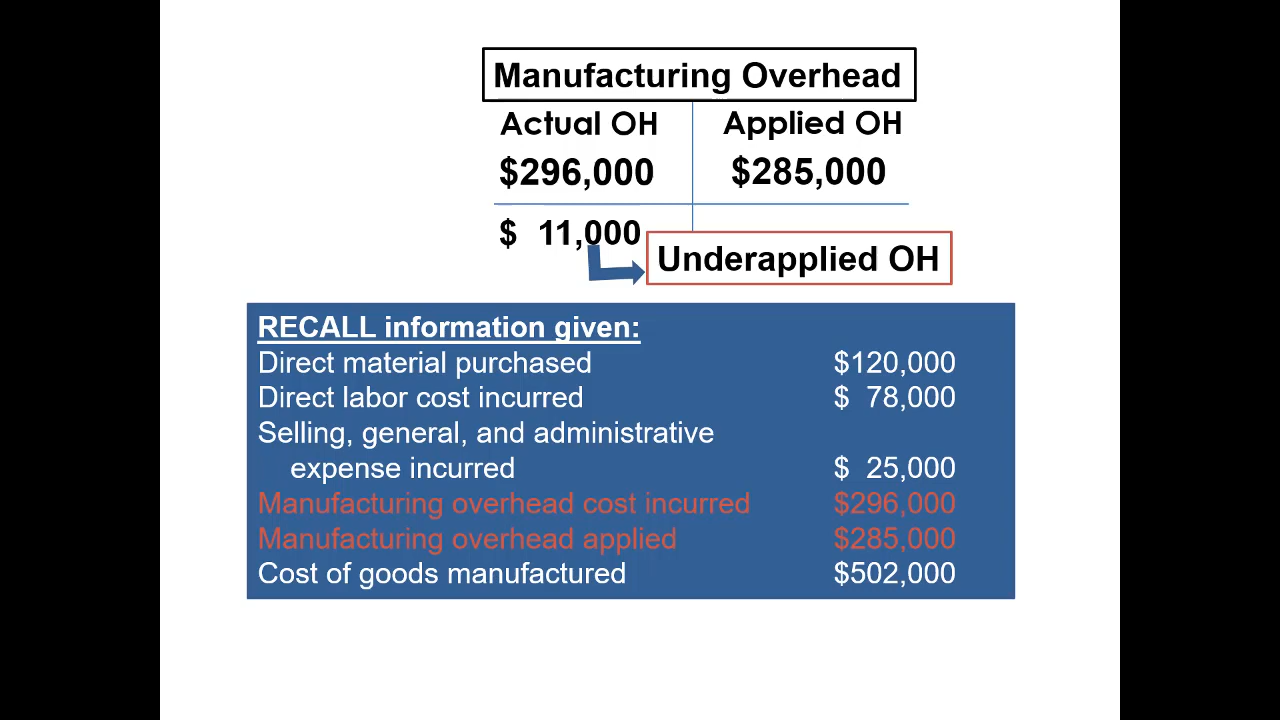 Manufacturing Overhead
Actual OH Applied OH
$296,000 $285,000
$ 11,000
Underapplied OH
RECALL information given:
Direct material purchased $120,000
Direct labor cost incurred $ 78,000
Selling, general, and administrative
expense incurred $ 25,000
Manufacturing overhead cost incurred $296,000
Manufacturing overhead applied $285,000
Cost of goods manufactured $502,000